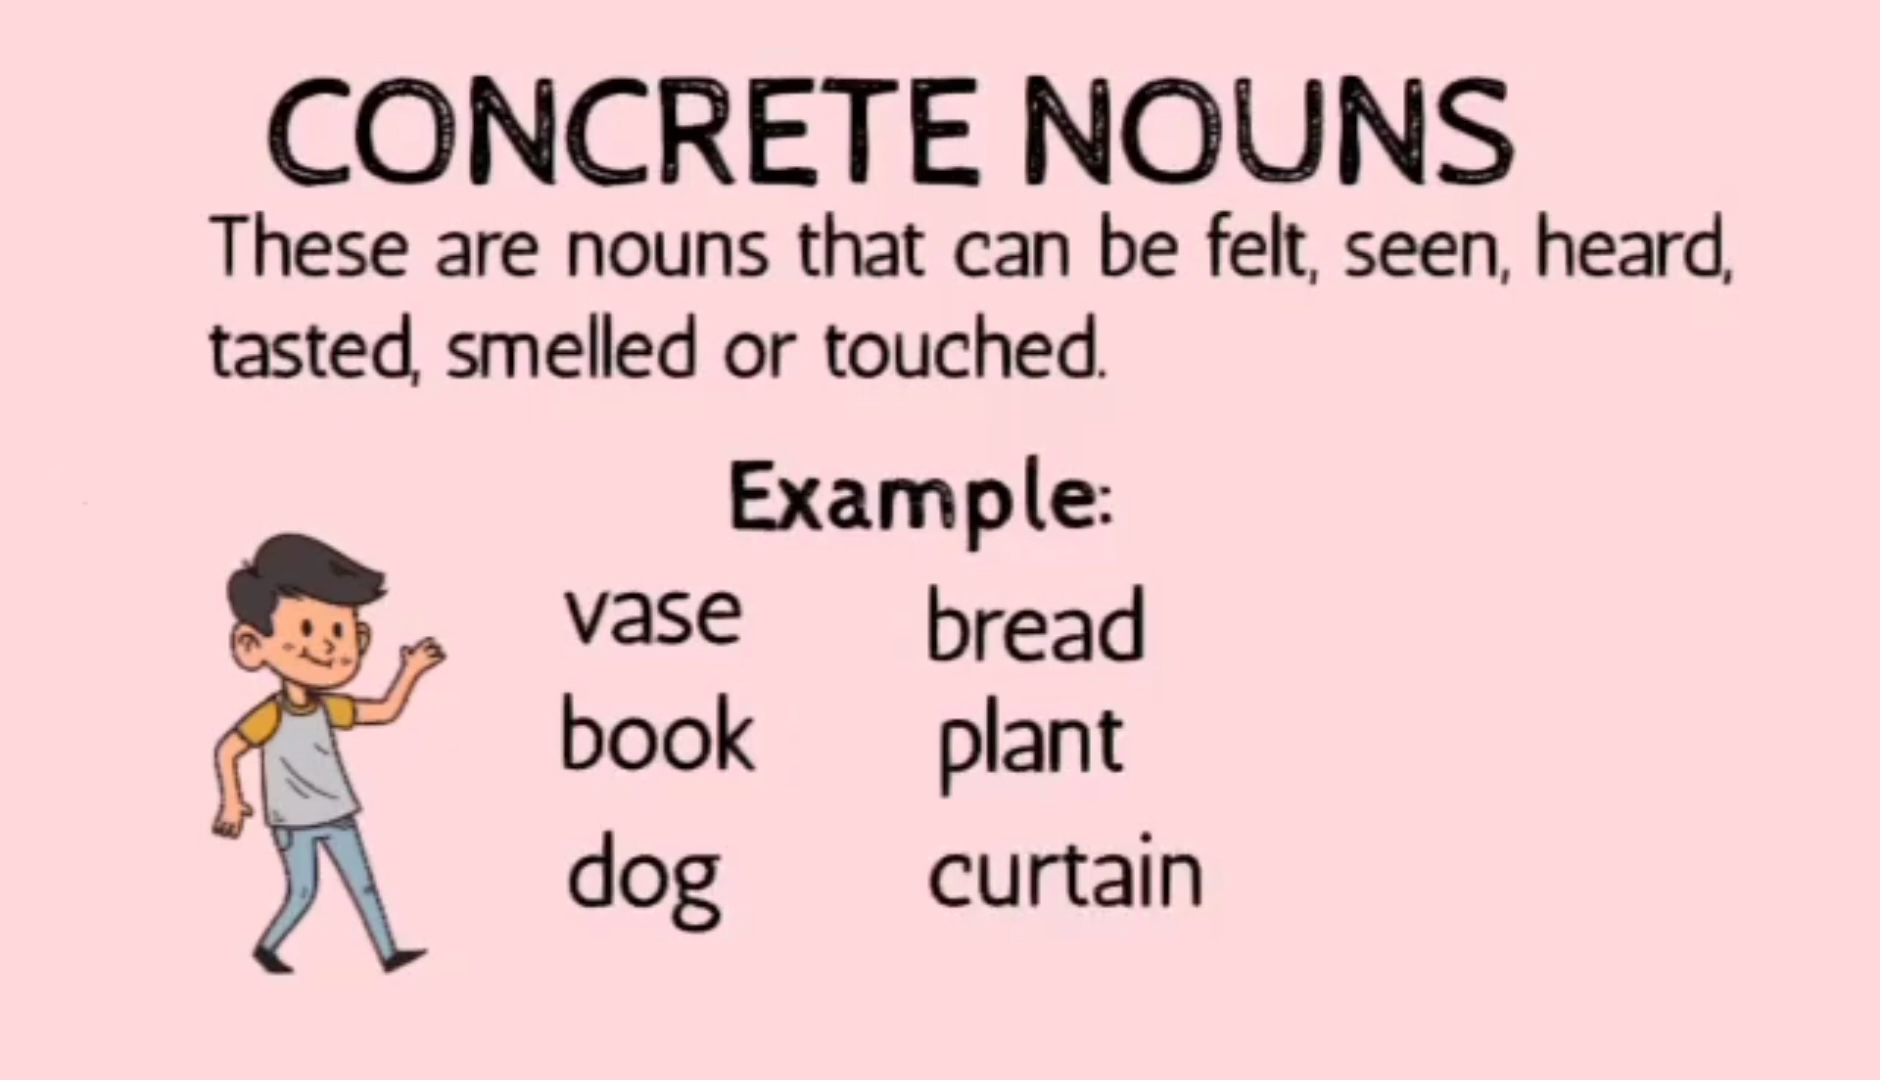 CONCRETE NOUNS
These are nouns that can be felt, seen, heard,
tasted, smelled or touched.
Example:
vase bread
book plant
dog curtain